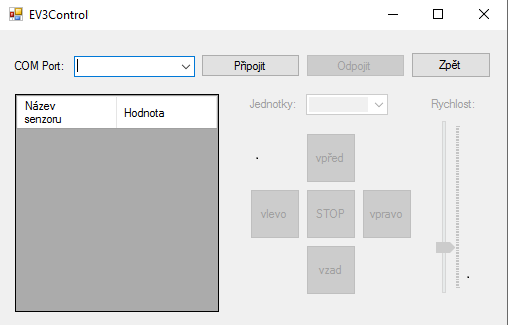 EV3Control
COM Port: Připojit Odpojit Zpět
Název senzoru Hodnota
Jednotky: Rychlost:
.
vpřed
vlevo STOP vpravo
vzad
.